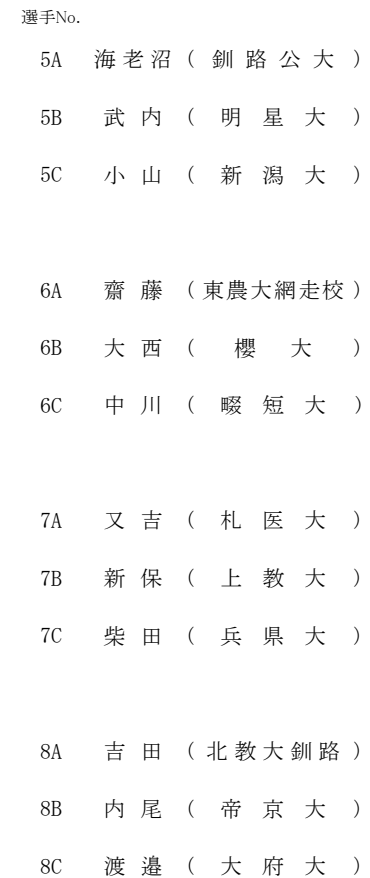 選手No.
5A 海老沼 ( 釧路公大 )
5B 武内 ( 明星大 )
5C 小山 ( 新潟大 )
6A 齋藤 ( 東農大網走校 )
6B 大西 ( 櫻大 )
6C 中川 ( 畷短大 )
7A 又吉 ( 札医大 )
7B 新保 ( 上教大 )
7C 柴田 ( 兵県大 )
8A 吉田 ( 北教大釧路 )
8B 内尾 ( 帝京大 )
8C 渡邉 ( 大府大 )